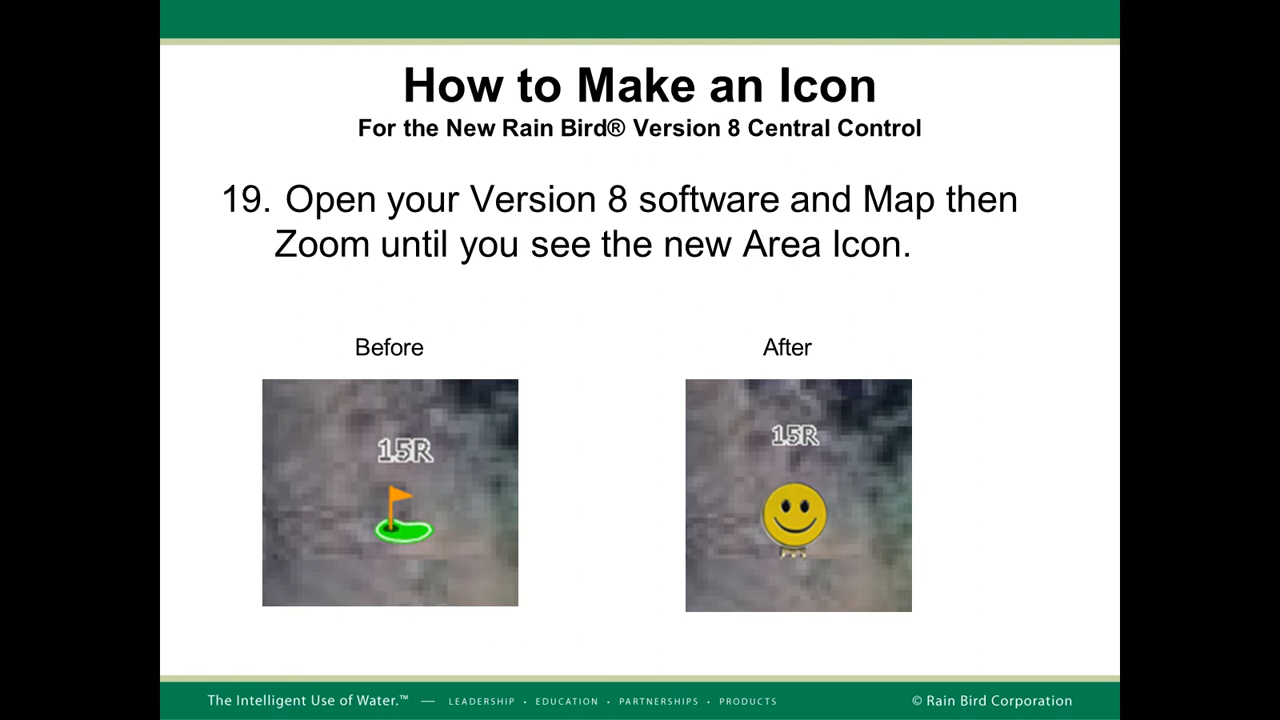 How to Make an Icon
For the New Rain Bird® Version 8 Central Control
19. Open your Version 8 software and Map then
Zoom until you see the new Area Icon.
Before
After
15R
15R
The Intelligent Use of Water.™ — LEADERSHIP • EDUCATION • PARTNERSHIPS • PRODUCTS
© Rain Bird Corporation